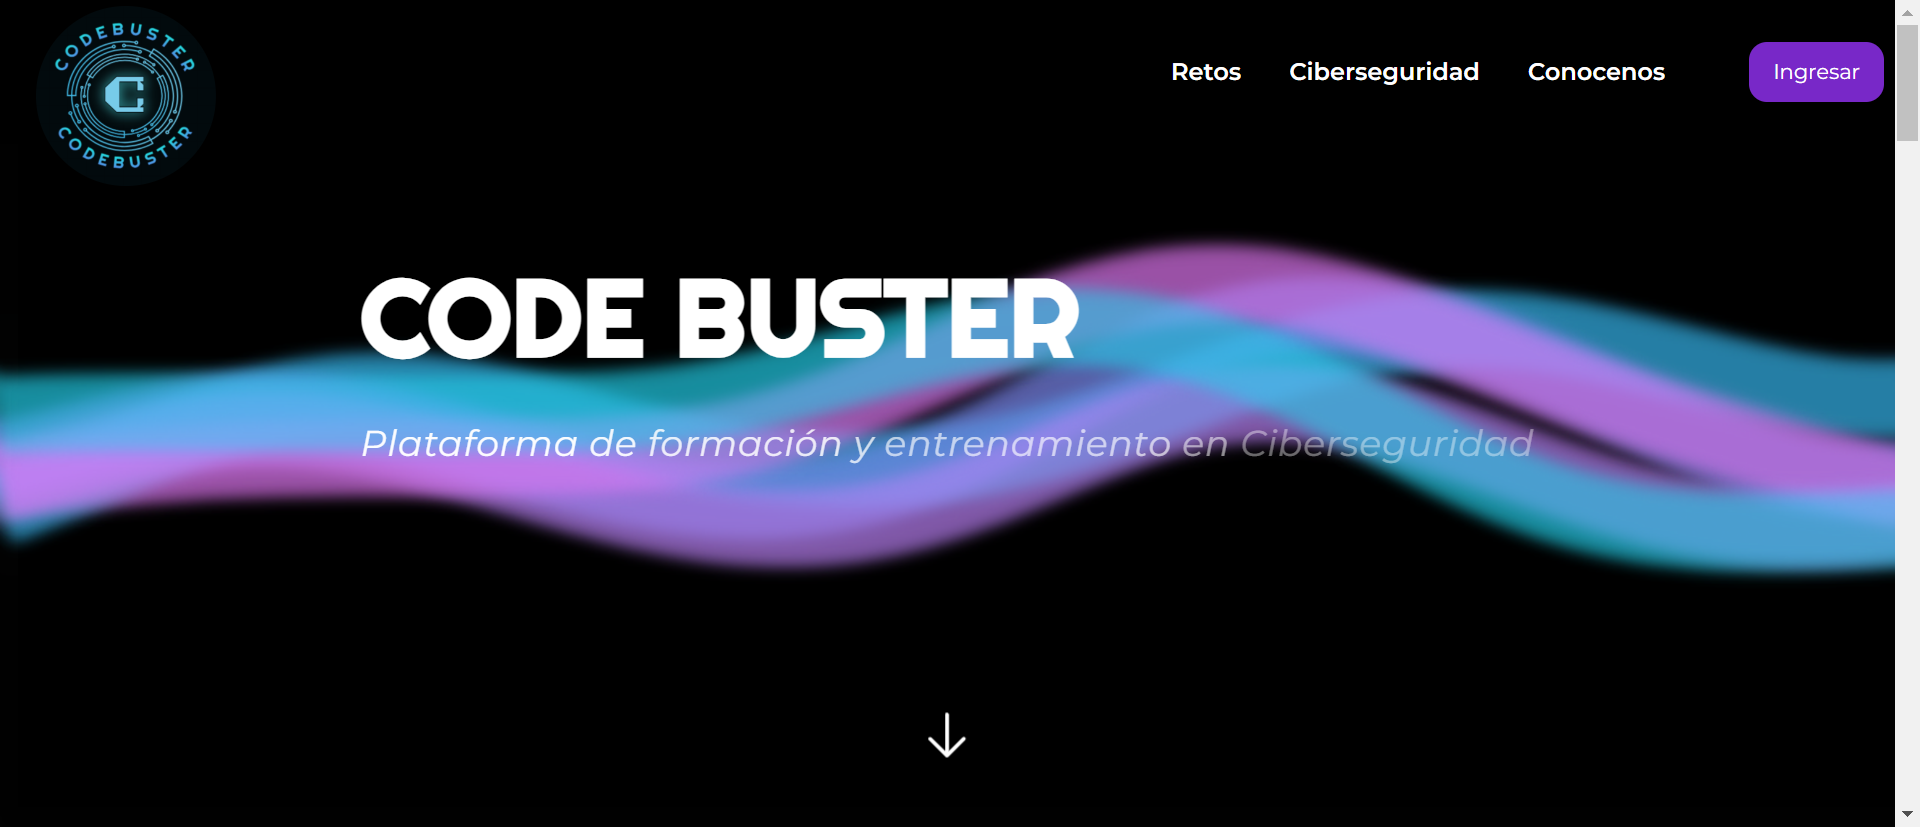 CODEBUSTER
C
CODEBUSTER
Retos Ciberseguridad Conocenos Ingresar
CODE BUSTER
Plataforma de formación y entrenamiento en Ciberseguridad